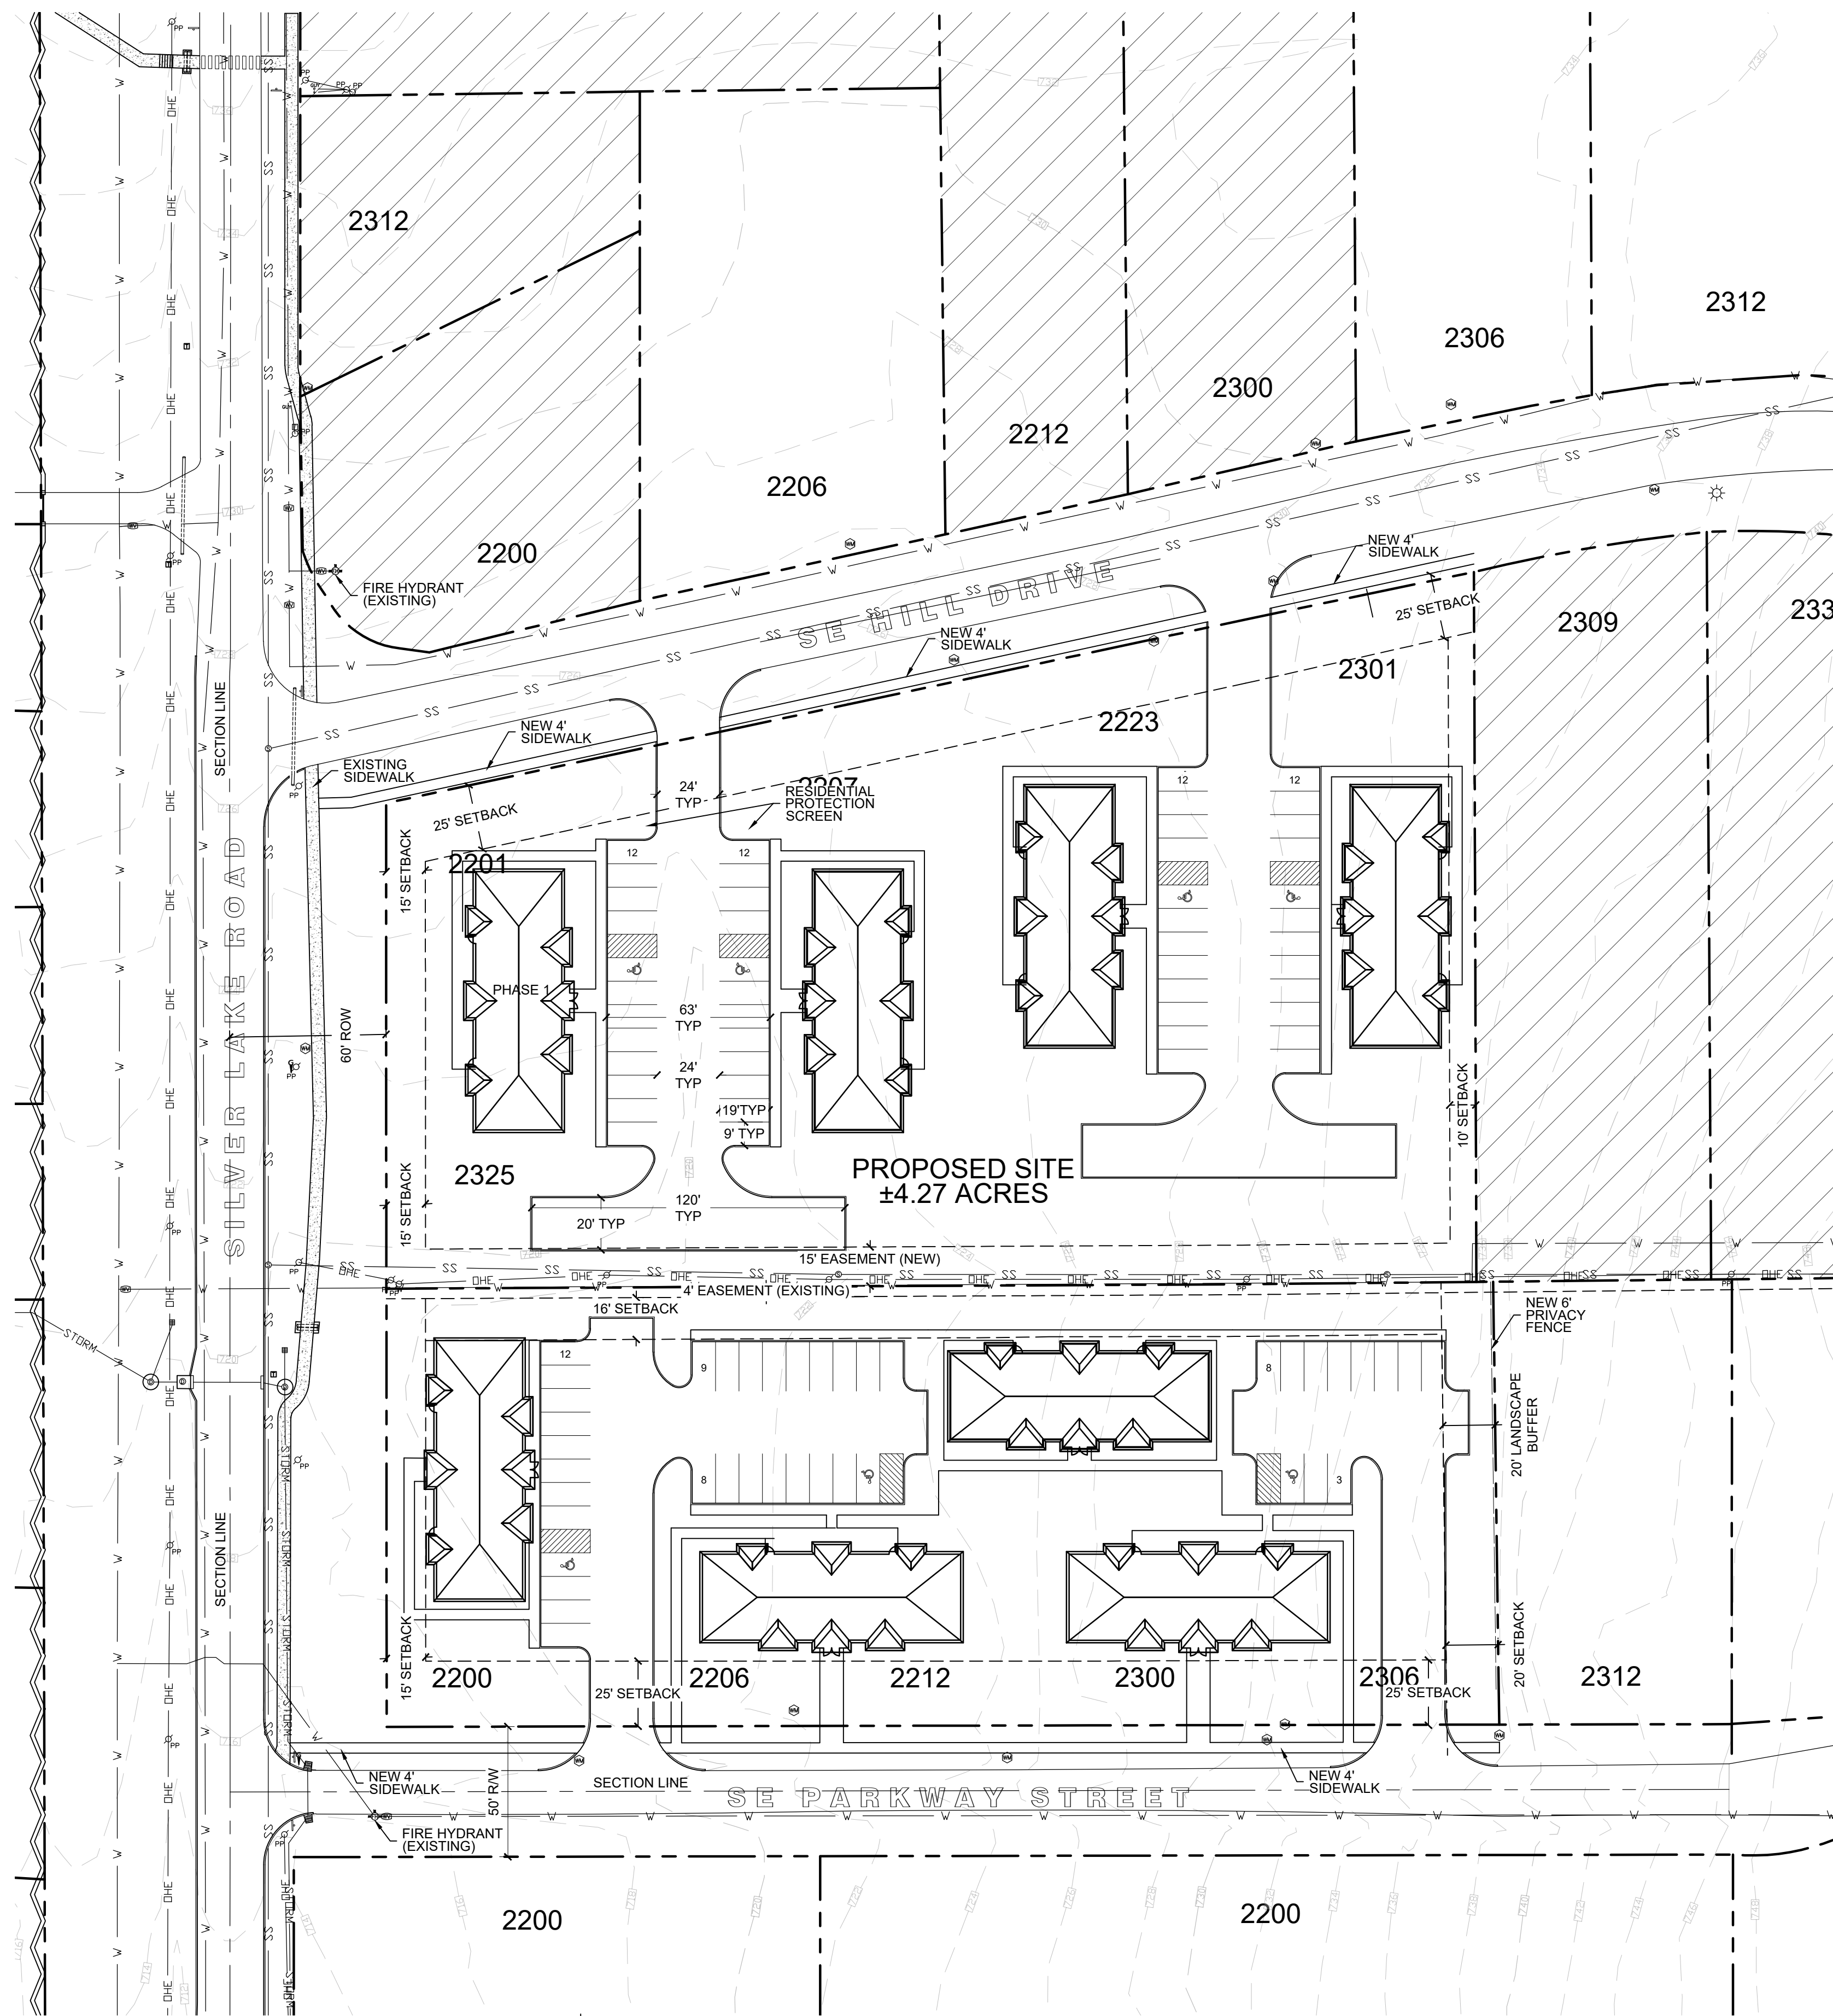 2312
2312
2306
2300
2212
2206
2200
NEW 4'
SIDEWALK
FIRE HYDRANT
(EXISTING)
SE HILL DRIVE
25' SETBACK
2309
NEW 4'
SIDEWALK
2301
2223
SECTION LINE
NEW 4'
SIDEWALK
EXISTING
SIDEWALK
24'
TYP
2207
RESIDENTIAL
PROTECTION
SCREEN
25' SETBACK
12
12
12
12
2201
15' SETBACK
SILVER LAKE ROAD
PHASE 1
63'
TYP
60' ROW
24'
TYP
19'TYP
9' TYP
10' SETBACK
2325
PROPOSED SITE
±4.27 ACRES
15' SETBACK
120'
TYP
20' TYP
15' EASEMENT (NEW)
4' EASEMENT (EXISTING)
16' SETBACK
NEW 6'
PRIVACY
FENCE
12
9
8
20' LANDSCAPE
BUFFER
8
3
SECTION LINE
15' SETBACK
20' SETBACK
2200
2206
2212
2300
2306
2312
25' SETBACK
25' SETBACK
NEW 4'
SIDEWALK
50' R/W
SECTION LINE
SE PARKWAY STREET
NEW 4'
SIDEWALK
FIRE HYDRANT
(EXISTING)
2200
2200
STORM